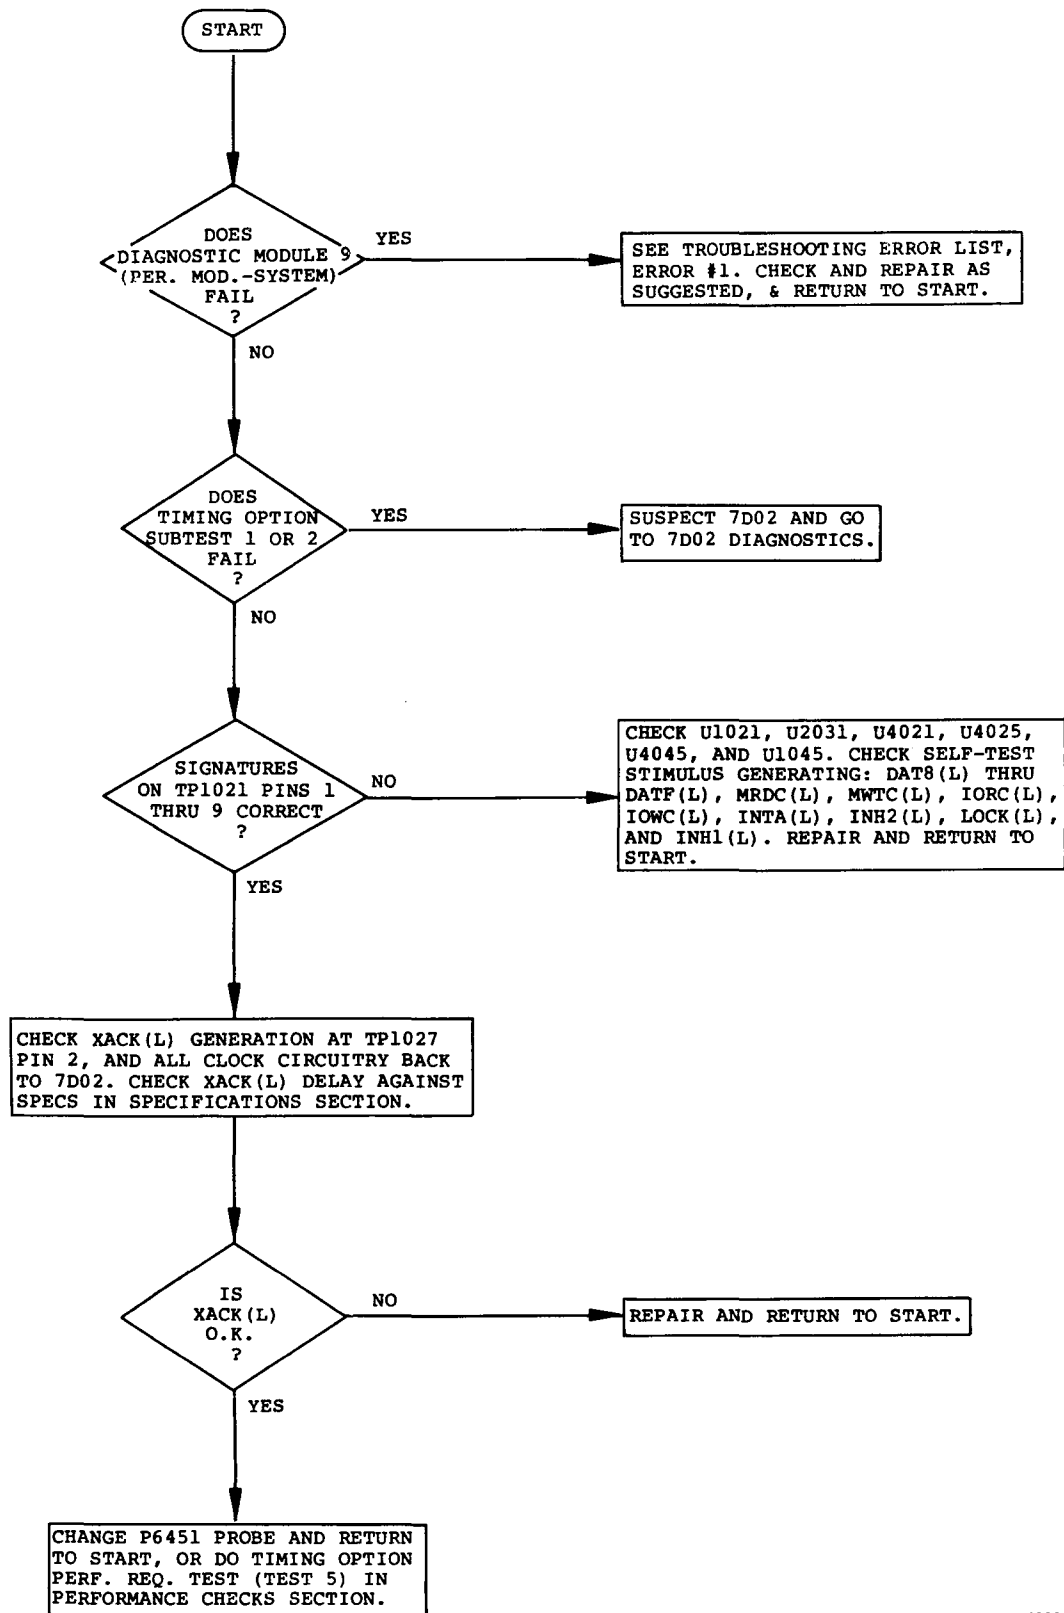 START
DOES
DIAGNOSTIC MODULE 9
(PER. MOD.-SYSTEM)
FAIL
?
YES
SEE TROUBLESHOOTING ERROR LIST,
ERROR #1. CHECK AND REPAIR AS
SUGGESTED, & RETURN TO START.
NO
DOES
TIMING OPTION
SUBTEST 1 OR 2
FAIL
?
YES
SUSPECT 7D02 AND GO
TO 7D02 DIAGNOSTICS.
NO
SIGNATURES
ON TP1021 PINS 1
THRU 9 CORRECT
?
NO
CHECK U1021, U2031, U4021, U4025,
U4045, AND U1045. CHECK SELF-TEST
STIMULUS GENERATING: DAT8(L) THRU
DATF(L), MRDC(L), MWTC(L), IORC(L),
IOWC(L), INTA(L), INH2(L), LOCK(L),
AND INH1(L). REPAIR AND RETURN TO
START.
YES
CHECK XACK(L) GENERATION AT TP1027
PIN 2, AND ALL CLOCK CIRCUITRY BACK
TO 7D02. CHECK XACK(L) DELAY AGAINST
SPECS IN SPECIFICATIONS SECTION.
IS
XACK(L)
O.K.
?
NO
REPAIR AND RETURN TO START.
YES
CHANGE P6451 PROBE AND RETURN
TO START, OR DO TIMING OPTION
PERF. REQ. TEST (TEST 5) IN
PERFORMANCE CHECKS SECTION.